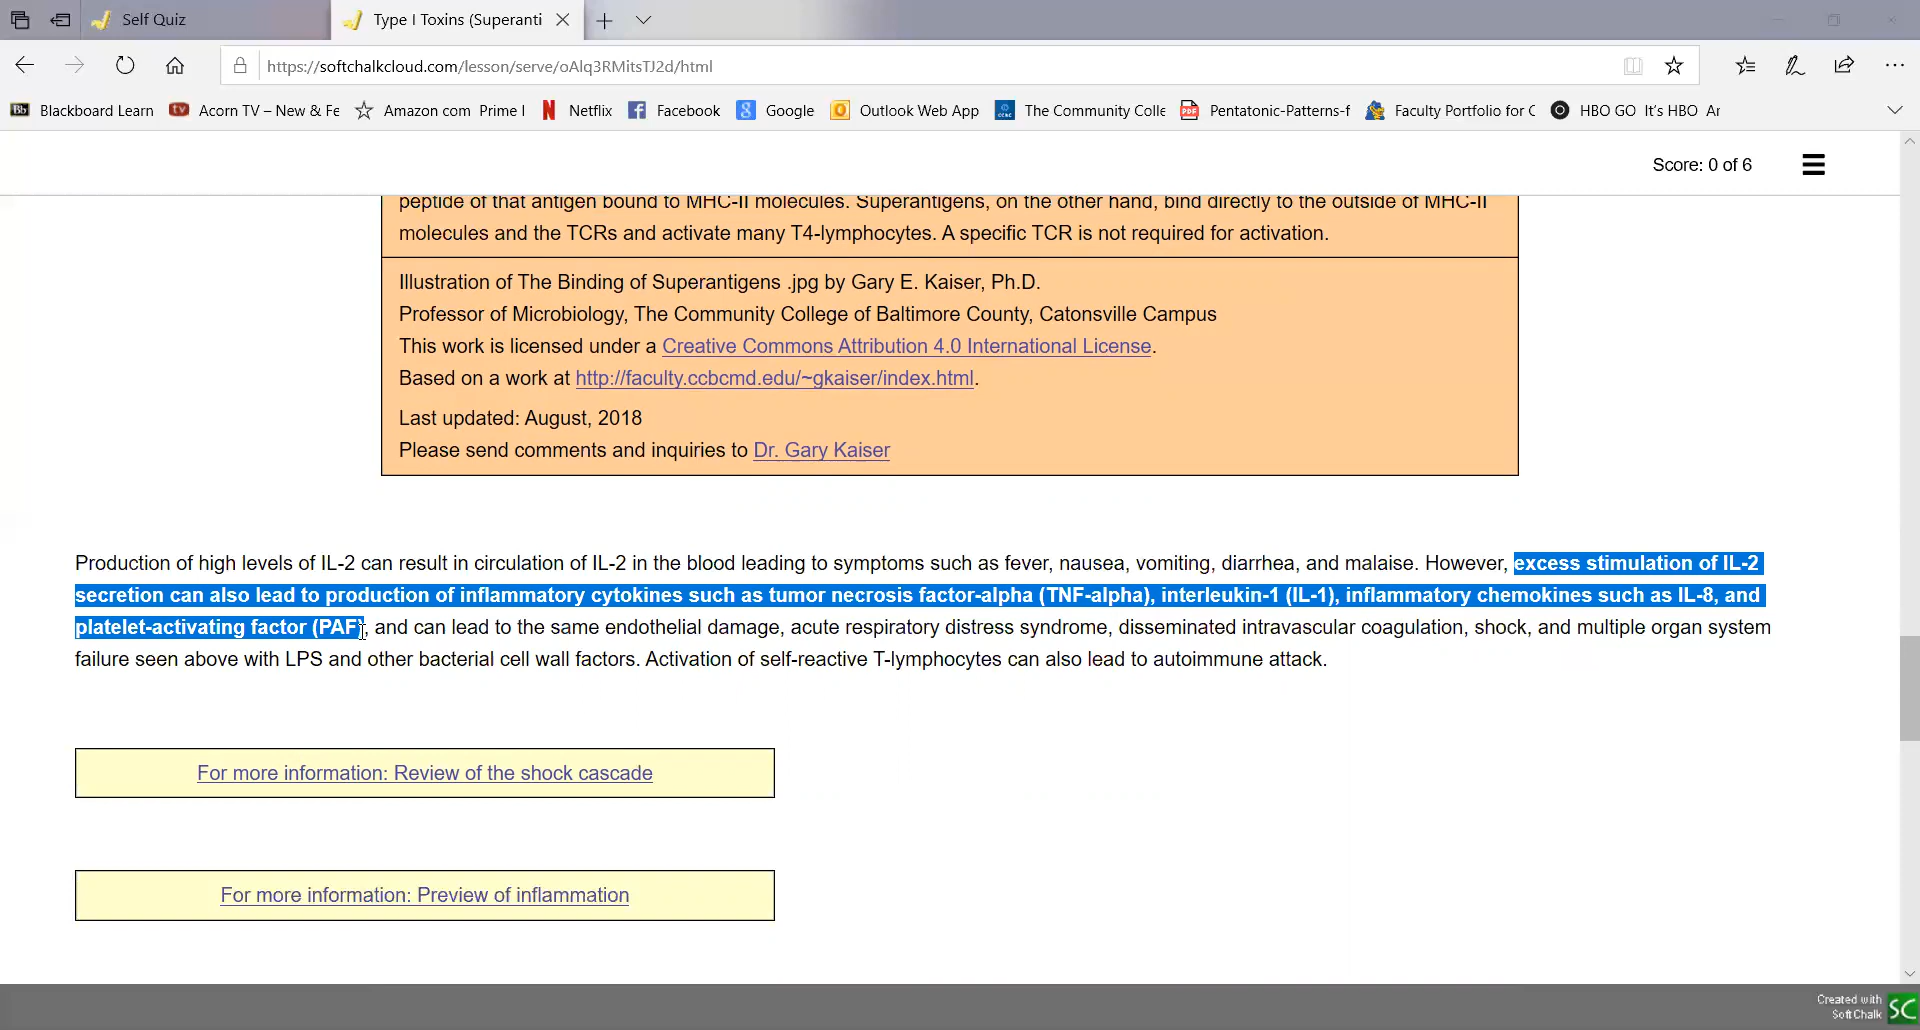 Self Quiz
Type I Toxins (Superanti
https://softchalkcloud.com/lesson/serve/oAlq3RMitsTJ2d/html
Bb Blackboard Learn tv Acorn TV – New & Fe Amazon com Prime I N Netflix f Facebook 8 Google Outlook Web App The Community Colle PDF Pentatonic-Patterns-f Faculty Portfolio for C HBO GO It's HBO Ar
Score: 0 of 6
peptide of that antigen bound to MHC-II molecules. Superantigens, on the other hand, bind directly to the outside of MHC-II
molecules and the TCRs and activate many T4-lymphocytes. A specific TCR is not required for activation.
Illustration of The Binding of Superantigens .jpg by Gary E. Kaiser, Ph.D.
Professor of Microbiology, The Community College of Baltimore County, Catonsville Campus
This work is licensed under a Creative Commons Attribution 4.0 International License.
Based on a work at http://faculty.ccbcmd.edu/~gkaiser/index.html.
Last updated: August, 2018
Please send comments and inquiries to Dr. Gary Kaiser
Production of high levels of IL-2 can result in circulation of IL-2 in the blood leading to symptoms such as fever, nausea, vomiting, diarrhea, and malaise. However, excess stimulation of IL-2
secretion can also lead to production of inflammatory cytokines such as tumor necrosis factor-alpha (TNF-alpha), interleukin-1 (IL-1), inflammatory chemokines such as IL-8, and
platelet-activating factor (PAF), and can lead to the same endothelial damage, acute respiratory distress syndrome, disseminated intravascular coagulation, shock, and multiple organ system
failure seen above with LPS and other bacterial cell wall factors. Activation of self-reactive T-lymphocytes can also lead to autoimmune attack.
For more information: Review of the shock cascade
For more information: Preview of inflammation
Created with
SoftChalk
SC